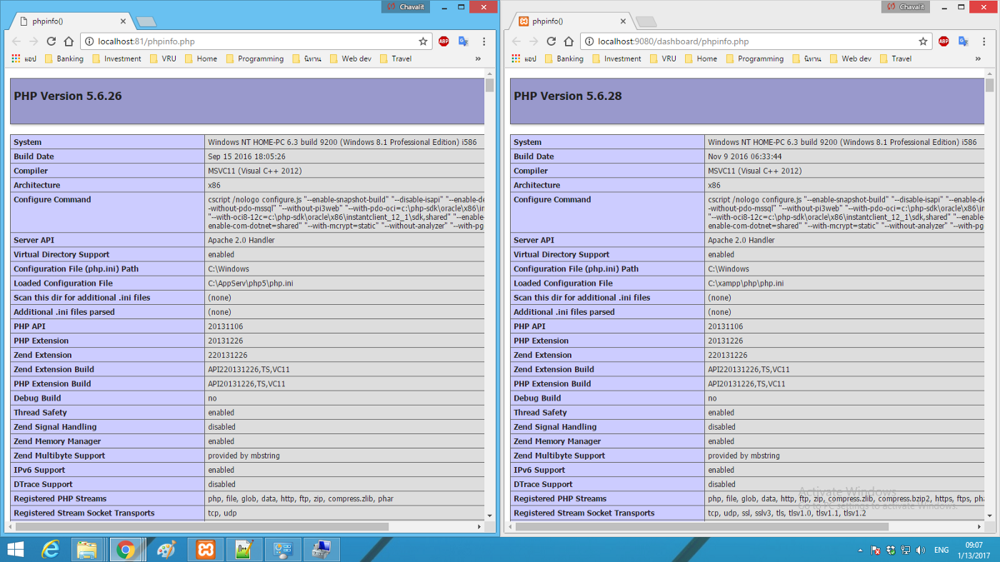 Chavalit
phpinfo()
localhost:81/phpinfo.php
ABP
แอป Banking Investment VRU Home Programming นิทาน Web dev Travel »
PHP Version 5.6.26
System Windows NT HOME-PC 6.3 build 9200 (Windows 8.1 Professional Edition) i586
Build Date Sep 15 2016 18:05:26
Compiler MSVC11 (Visual C++ 2012)
Architecture x86
Configure Command cscript /nologo configure.js "--enable-snapshot-build" "--disable-isapi" "--enable-de
-without-pdo-mssql" "--without-pi3web" "--with-pdo-oci=c:\php-sdk\oracle\x86\in
"--with-oci8-12c=c:\php-sdk\oracle\x86\instantclient_12_1\sdk,shared" "--enable-
enable-com-dotnet=shared" "--with-mcrypt=static" "--without-analyzer" "--with-pg
Server API Apache 2.0 Handler
Virtual Directory Support enabled
Configuration File (php.ini) Path C:\Windows
Loaded Configuration File C:\AppServ\php5\php.ini
Scan this dir for additional .ini files (none)
Additional .ini files parsed (none)
PHP API 20131106
PHP Extension 20131226
Zend Extension 220131226
Zend Extension Build API220131226,TS,VC11
PHP Extension Build API20131226,TS,VC11
Debug Build no
Thread Safety enabled
Zend Signal Handling disabled
Zend Memory Manager enabled
Zend Multibyte Support provided by mbstring
IPv6 Support enabled
DTrace Support disabled
Registered PHP Streams php, file, glob, data, http, ftp, zip, compress.zlib, phar
Registered Stream Socket Transports tcp, udp
Chavalit
phpinfo()
localhost:9080/dashboard/phpinfo.php
ABP
แอป Banking Investment VRU Home Programming นิทาน Web dev Travel »
PHP Version 5.6.28
System Windows NT HOME-PC 6.3 build 9200 (Windows 8.1 Professional Edition) i586
Build Date Nov 9 2016 06:33:44
Compiler MSVC11 (Visual C++ 2012)
Architecture x86
Configure Command cscript /nologo configure.js "--enable-snapshot-build" "--disable-isapi" "--enable-de
-without-pdo-mssql" "--without-pi3web" "--with-pdo-oci=c:\php-sdk\oracle\x86\in
"--with-oci8-12c=c:\php-sdk\oracle\x86\instantclient_12_1\sdk,shared" "--enable-
enable-com-dotnet=shared" "--with-mcrypt=static" "--without-analyzer" "--with-pg
Server API Apache 2.0 Handler
Virtual Directory Support enabled
Configuration File (php.ini) Path C:\Windows
Loaded Configuration File C:\xampp\php\php.ini
Scan this dir for additional .ini files (none)
Additional .ini files parsed (none)
PHP API 20131106
PHP Extension 20131226
Zend Extension 220131226
Zend Extension Build API220131226,TS,VC11
PHP Extension Build API20131226,TS,VC11
Debug Build no
Thread Safety enabled
Zend Signal Handling disabled
Zend Memory Manager enabled
Zend Multibyte Support provided by mbstring
IPv6 Support enabled
DTrace Support disabled
Registered PHP Streams php, file, glob, data, http, ftp, zip, compress.zlib, compress.bzip2, https, ftps, pha
Registered Stream Socket Transports tcp, udp, ssl, sslv3, tls, tlsv1.0, tlsv1.1, tlsv1.2
Activate Windows
Go to PC settings to activate Windows.
ENG
09:07
1/13/2017